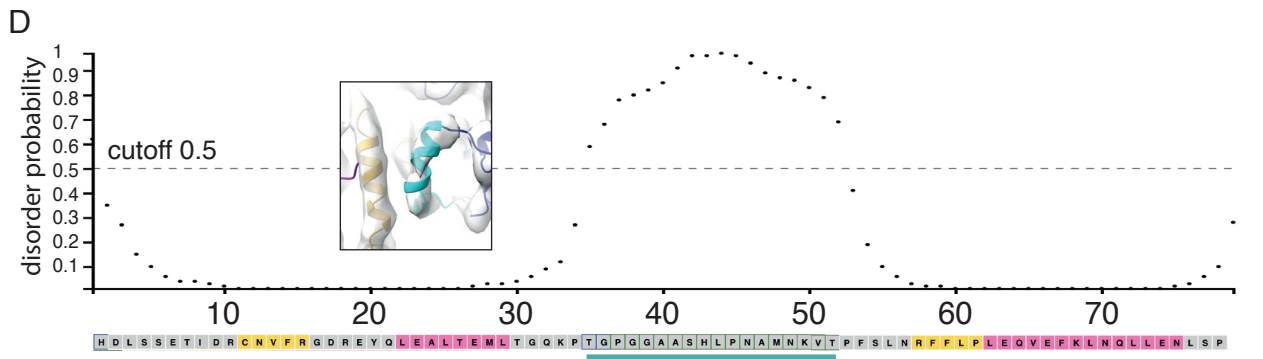 D
disorder probability
1
0.9
0.8
0.7
0.6
0.5
0.4
0.3
0.2
0.1
cutoff 0.5
10 20 30 40 50 60 70
HDLSSETIDRCNVFRGDREYQLEALTEMLTGQKPTGPGGAASHLPNAMNKVTPFSLNRFFLPLEQVEFKLNQLLENLSP